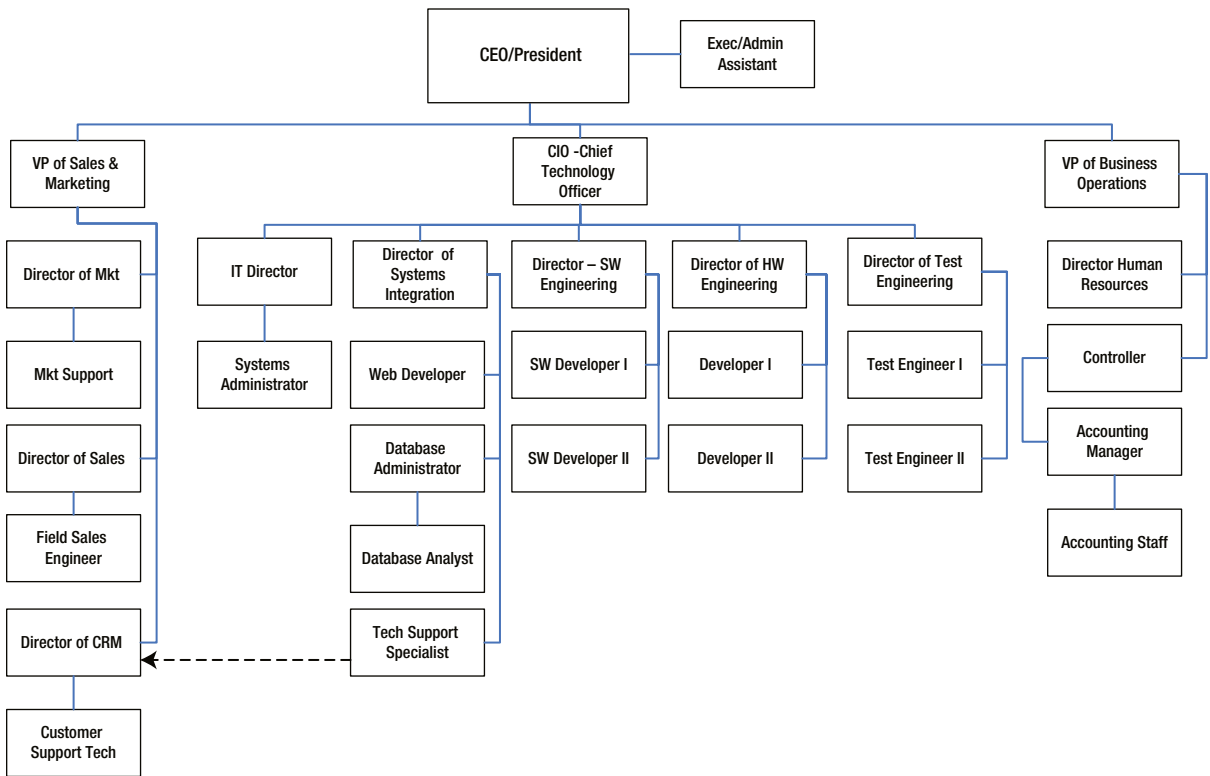 CEO/President
Exec/Admin
Assistant
VP of Sales &
Marketing
CIO -Chief
Technology
Officer
VP of Business
Operations
Director of Mkt
IT Director
Director of
Systems
Integration
Director – SW
Engineering
Director of HW
Engineering
Director of Test
Engineering
Director Human
Resources
Mkt Support
Systems
Administrator
Web Developer
SW Developer I
Developer I
Test Engineer I
Controller
Director of Sales
Database
Administrator
SW Developer II
Developer II
Test Engineer II
Accounting
Manager
Field Sales
Engineer
Database Analyst
Accounting Staff
Director of CRM
Tech Support
Specialist
Customer
Support Tech